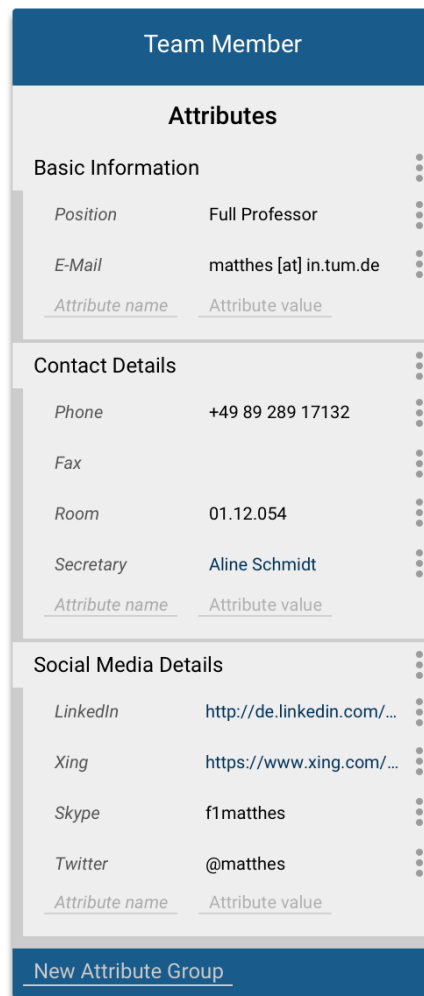 Team Member
Attributes
Basic Information
Position Full Professor
E-Mail matthes [at] in.tum.de
Attribute name Attribute value
Contact Details
Phone +49 89 289 17132
Fax
Room 01.12.054
Secretary Aline Schmidt
Attribute name Attribute value
Social Media Details
LinkedIn http://de.linkedin.com/...
Xing https://www.xing.com/...
Skype f1matthes
Twitter @matthes
Attribute name Attribute value
New Attribute Group